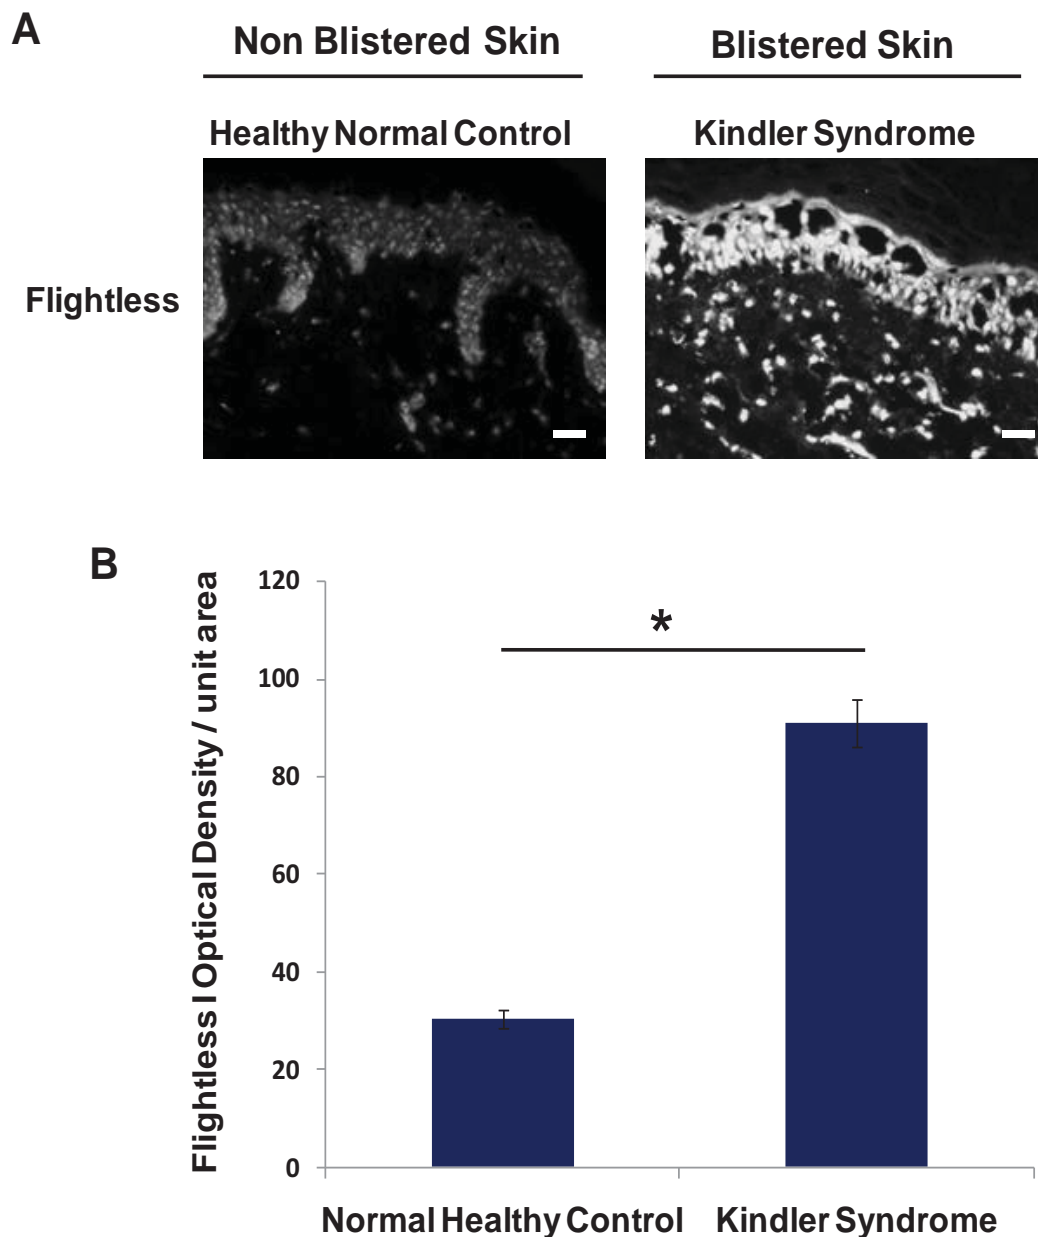 A
Non Blistered Skin
Blistered Skin
Healthy Normal Control
Kindler Syndrome
Flightless
B
Flightless I Optical Density / unit area
120
100
80
60
40
20
0
*
Normal Healthy Control
Kindler Syndrome